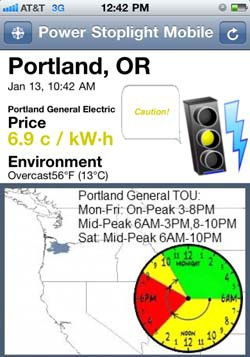 AT&T 3G 12:42 PM
Power Stoplight Mobile
Portland, OR
Jan 13, 10:42 AM
Portland General Electric
Caution!
Price
6.9 c / kW·h
Environment
Overcast56°F (13°C)
Portland General TOU:
Mon-Fri: On-Peak 3-8PM
Mid-Peak 6AM-3PM,8-10PM
Sat: Mid-Peak 6AM-10PM
MIDNIGHT
6PM
6AM
NOON
12